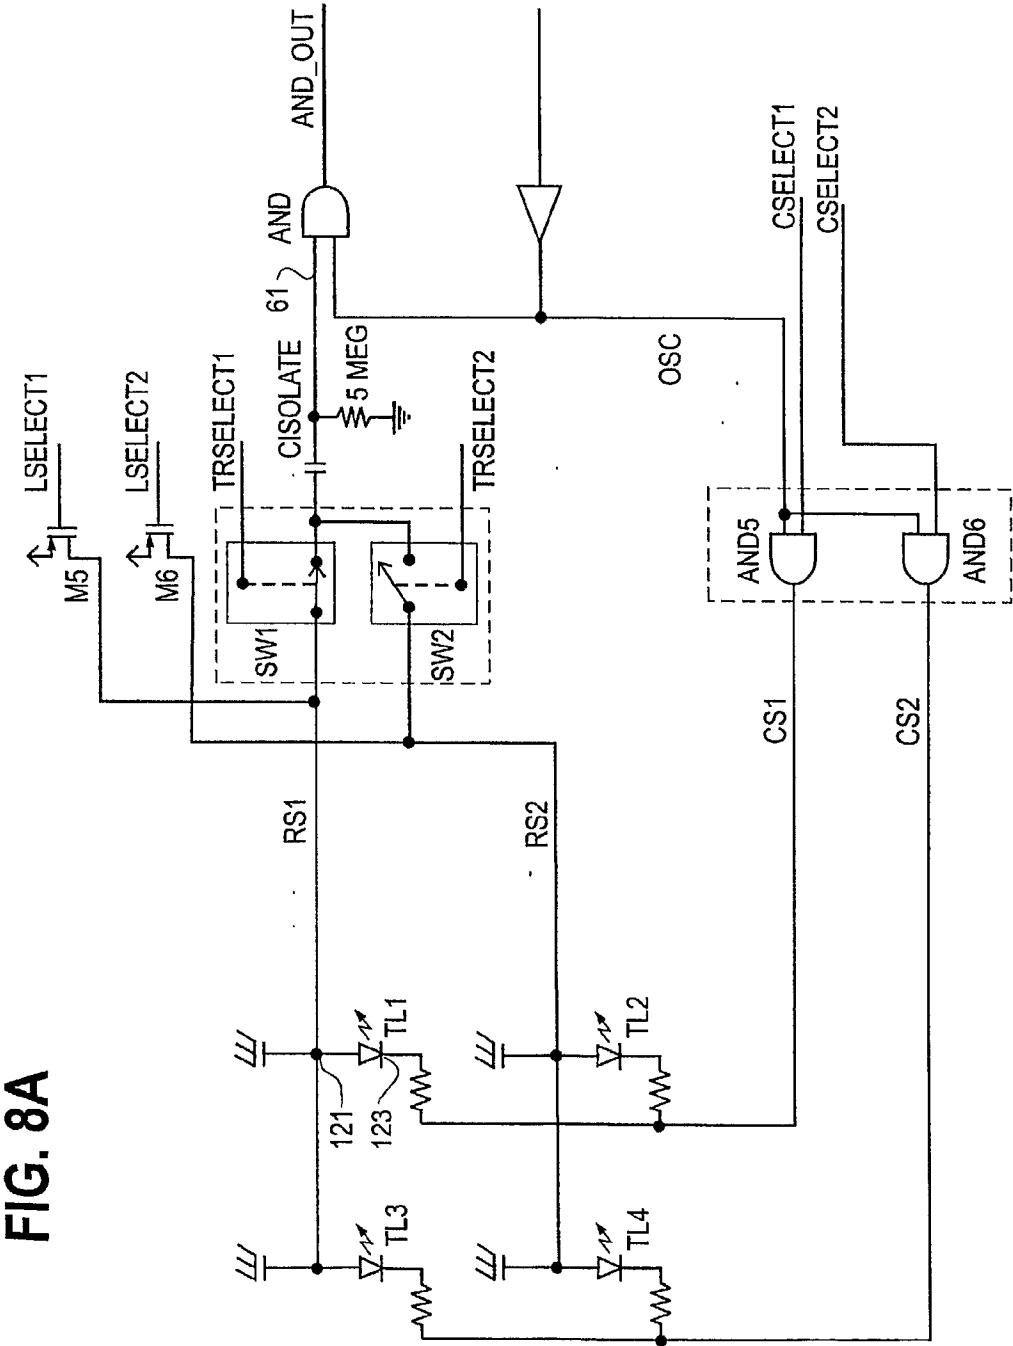 FIG. 8A
LSELECT1
LSELECT2
M5
M6
TRSELECT1
CISOLATE
5 MEG
61
AND
AND_OUT
SW1
SW2
TRSELECT2
OSC
CSELECT1
CSELECT2
AND5
AND6
RS1
RS2
CS1
CS2
121
123
TL1
TL2
TL3
TL4